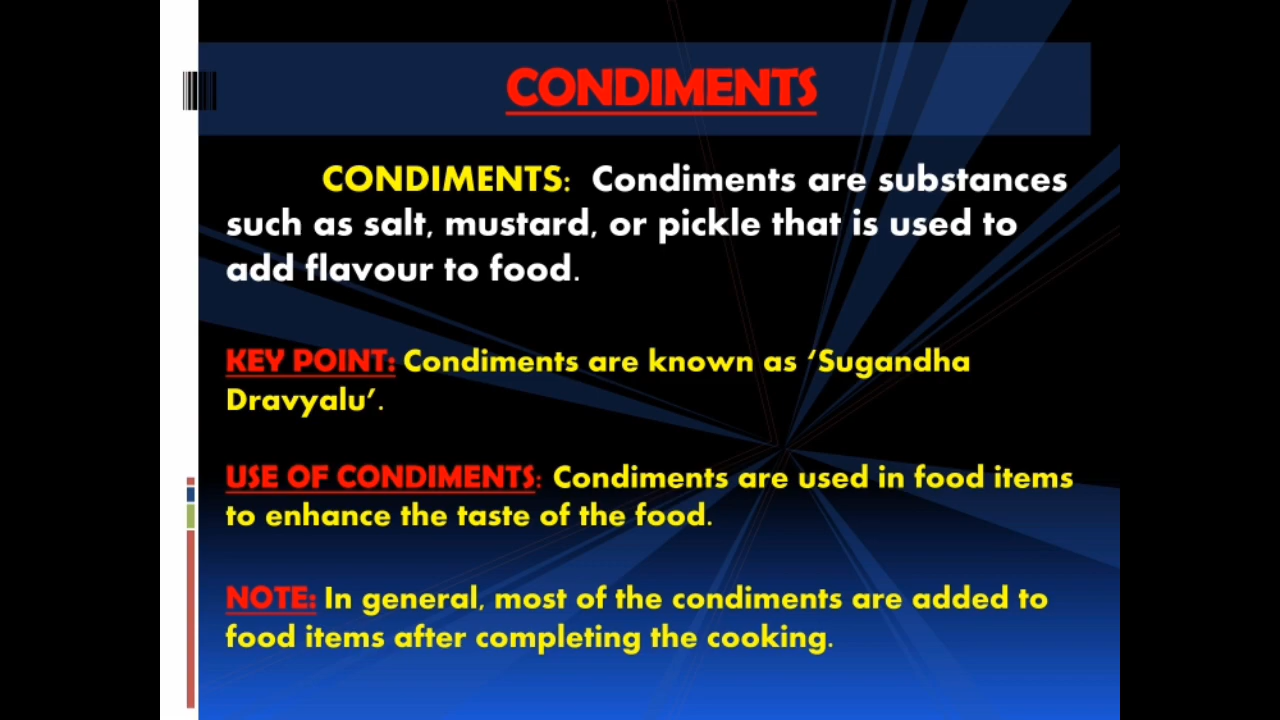 CONDIMENTS
CONDIMENTS: Condiments are substances
such as salt, mustard, or pickle that is used to
add flavour to food.
KEY POINT: Condiments are known as ‘Sugandha
Dravyalu’.
USE OF CONDIMENTS: Condiments are used in food items
to enhance the taste of the food.
NOTE: In general, most of the condiments are added to
food items after completing the cooking.